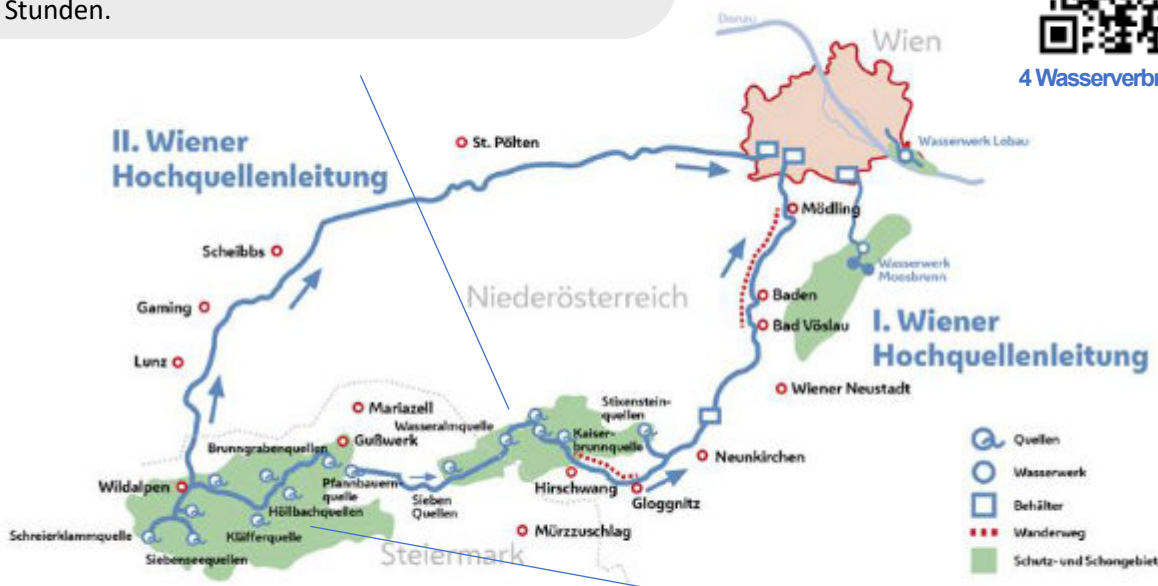 Stunden.
4 Wasserverbr
Donau
Wien
Wasserwerk Lobau
II. Wiener
Hochquellenleitung
St. Pölten
Mödling
Scheibbs
Wasserwerk
Moosbrunn
Niederösterreich
Gaming
Baden
Bad Vöslau
I. Wiener
Hochquellenleitung
Lunz
Wiener Neustadt
Mariazell
Wasseralmquelle
Stixenstein-
quellen
Gußwerk
Kaiser-
brunnquelle
Brunngrabenquellen
Neunkirchen
Wildalpen
Pfannbauern-
quelle
Sieben
Quellen
Hirschwang
Gloggnitz
Höllbachquellen
Schreierklammquelle
Kläfferquelle
Mürzzuschlag
Siebenseequellen
Steiermark
Quellen
Wasserwerk
Behälter
Wanderweg
Schutz- und Schongebiet